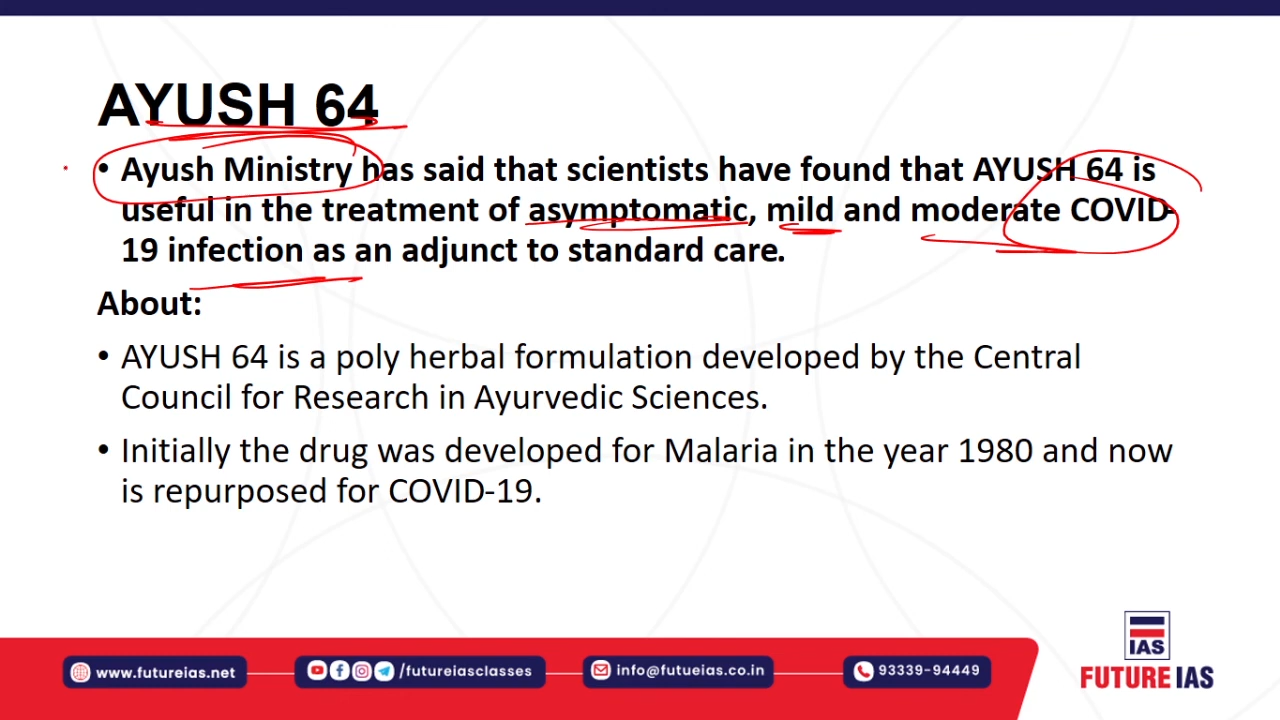 AYUSH 64
• Ayush Ministry has said that scientists have found that AYUSH 64 is
useful in the treatment of asymptomatic, mild and moderate COVID-
19 infection as an adjunct to standard care.
About:
• AYUSH 64 is a poly herbal formulation developed by the Central
Council for Research in Ayurvedic Sciences.
• Initially the drug was developed for Malaria in the year 1980 and now
is repurposed for COVID-19.
IAS
FUTURE IAS
www.futureias.net
/futureiasclasses
info@futueias.co.in
93339-94449